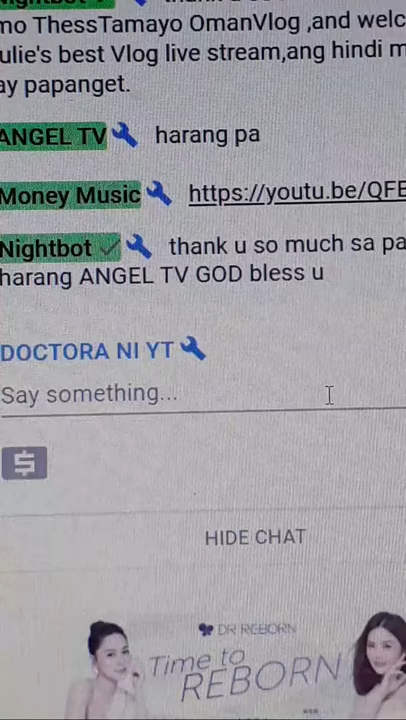 mo ThessTamayo OmanVlog ,and welc
ulie's best Vlog live stream,ang hindi m
ay papanget.
ANGEL TV harang pa
Money Music https://youtu.be/QFE
Nightbot thank u so much sa pa
harang ANGEL TV GOD bless u
DOCTORA NI YT
Say something...
HIDE CHAT
DR REBORN
Time to
REBORN